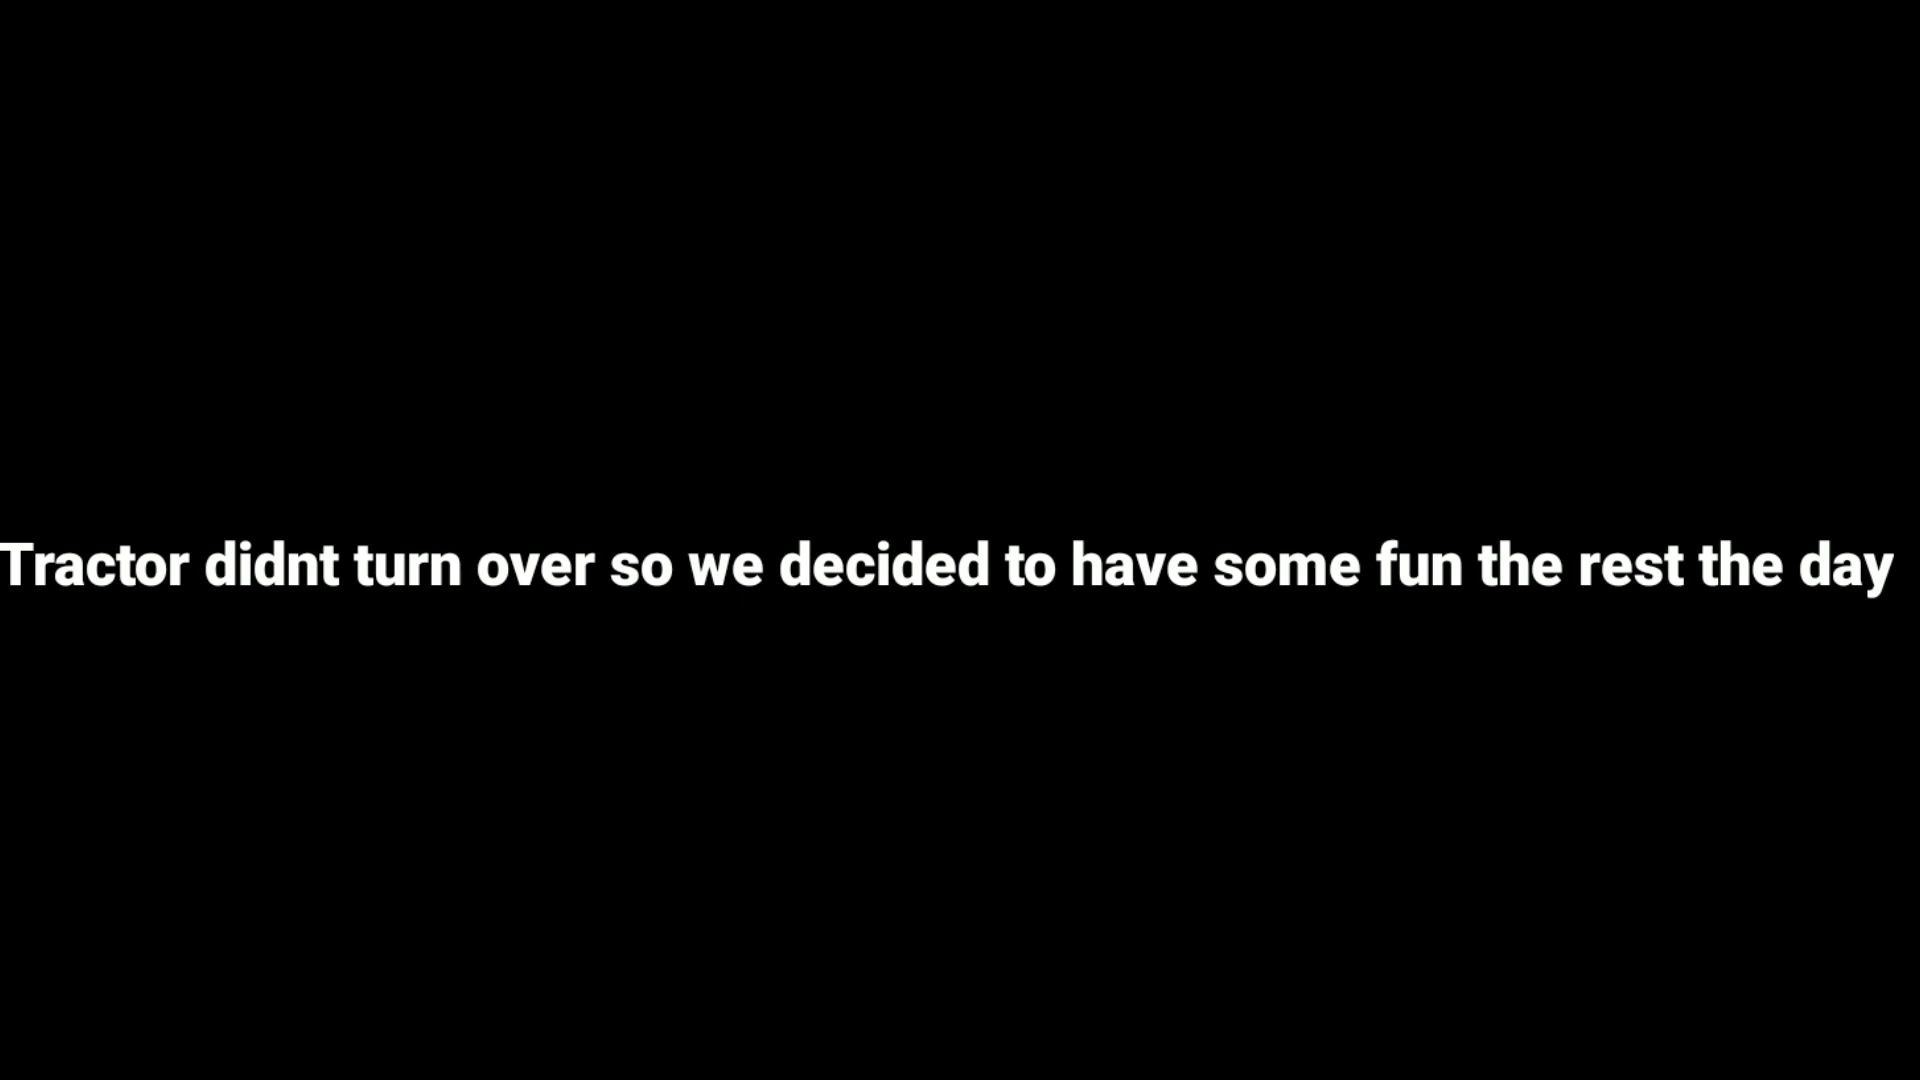 Tractor didnt turn over so we decided to have some fun the rest the day